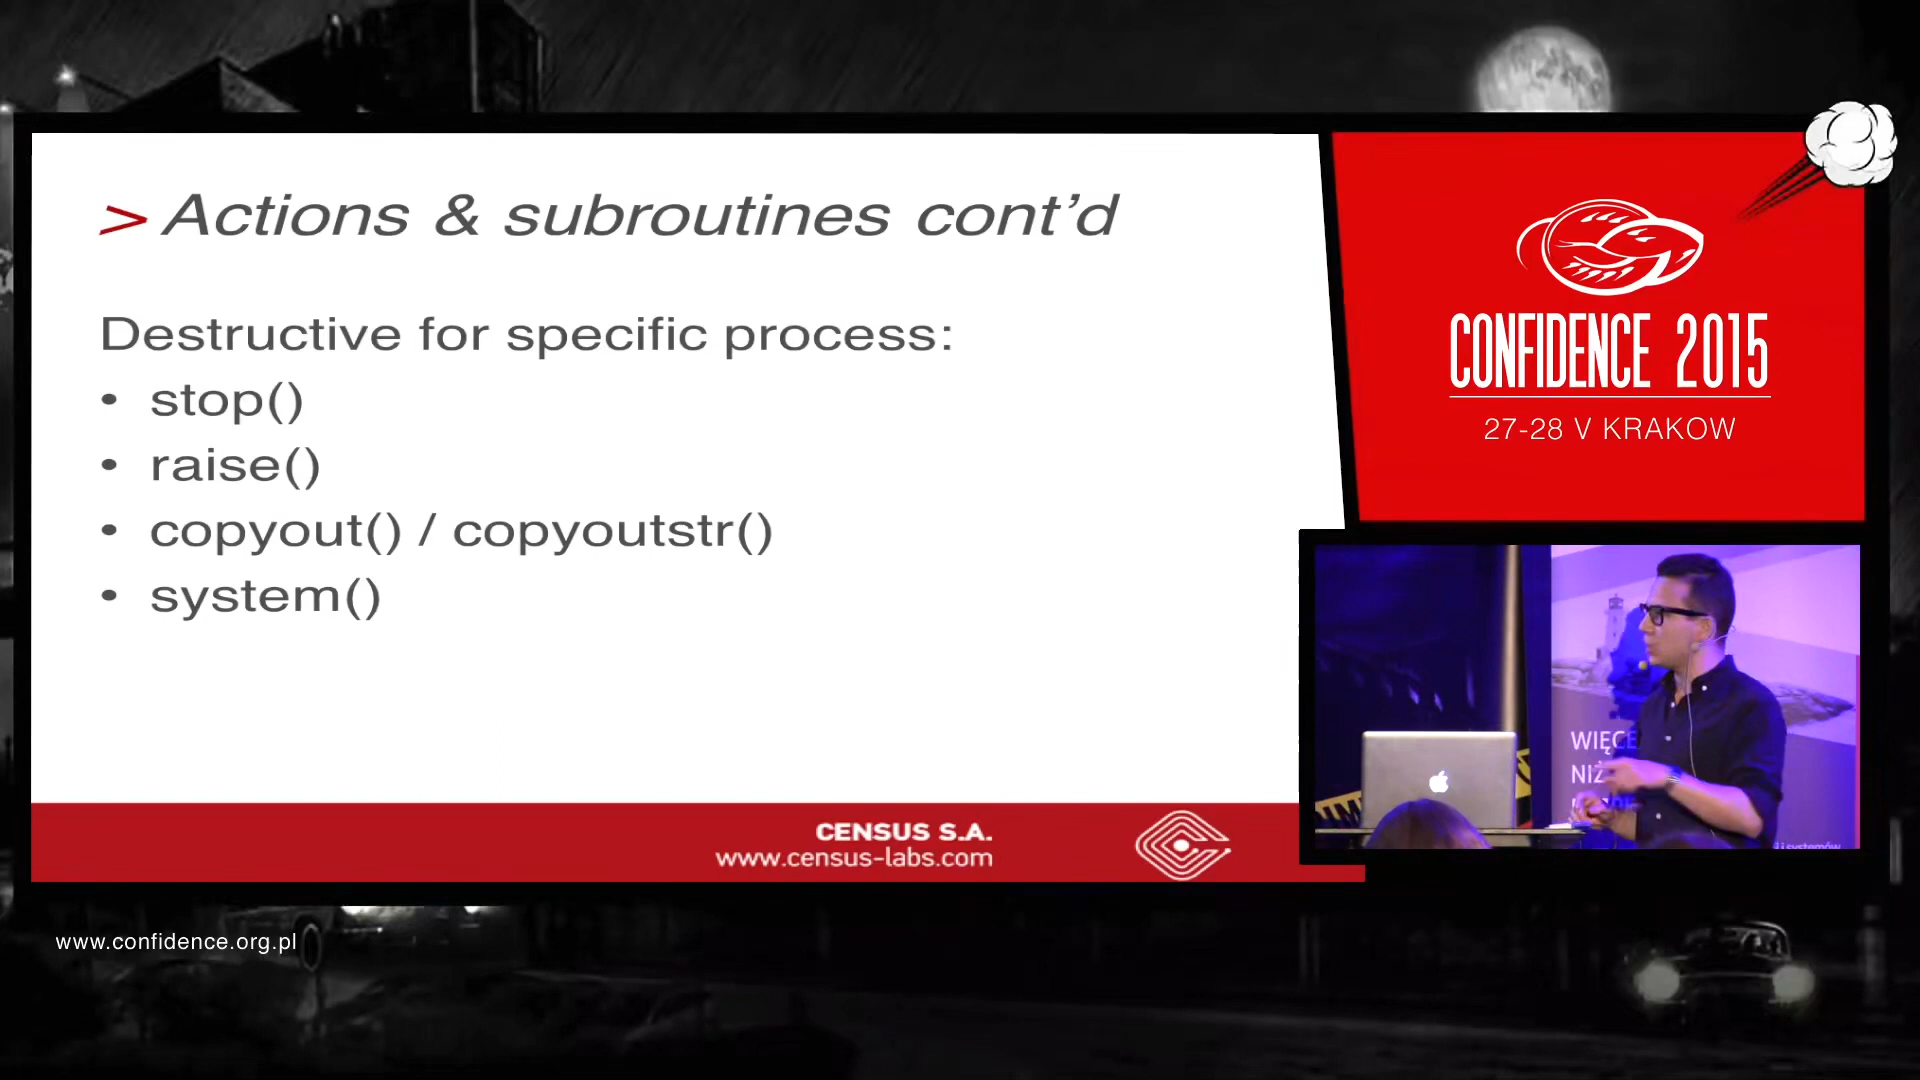 > Actions & subroutines cont’d
Destructive for specific process:
• stop()
• raise()
• copyout() / copyoutstr()
• system()
CENSUS S.A.
www.census-labs.com
CONFIDENCE 2015
27-28 V KRAKOW
NIŻ
i systemów
www.confidence.org.pl